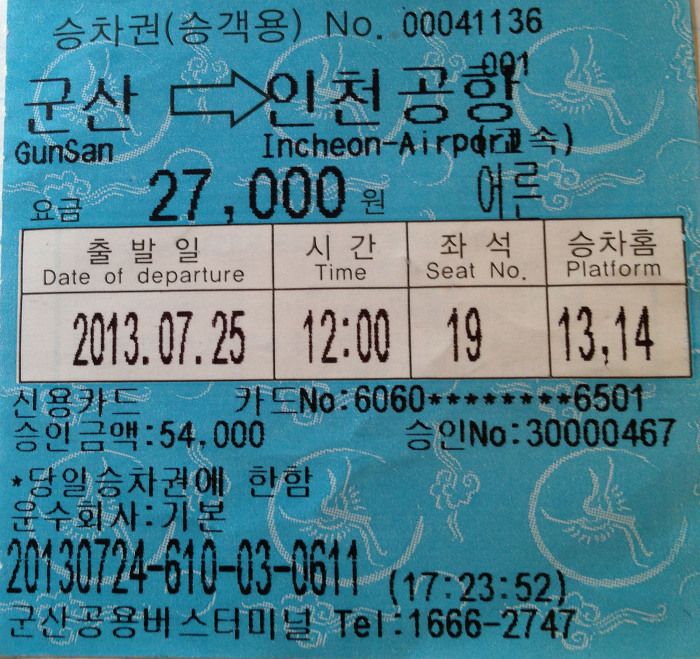 승차권(승객용) No. 00041136
001
군산 인천공항
GunSan Incheon-Airport (고속)
요금 27,000 원 어른
출발일 시간 좌석 승차홈
Date of departure Time Seat No. Platform
2013.07.25 12:00 19 13,14
신용카드 카드No:6060********6501
승인금액:54,000 승인No:30000467
*당일승차권에 한함
운수회사:기본
20130724-610-03-0611 (17:23:52)
군산공용버스터미널 Tel:1666-2747